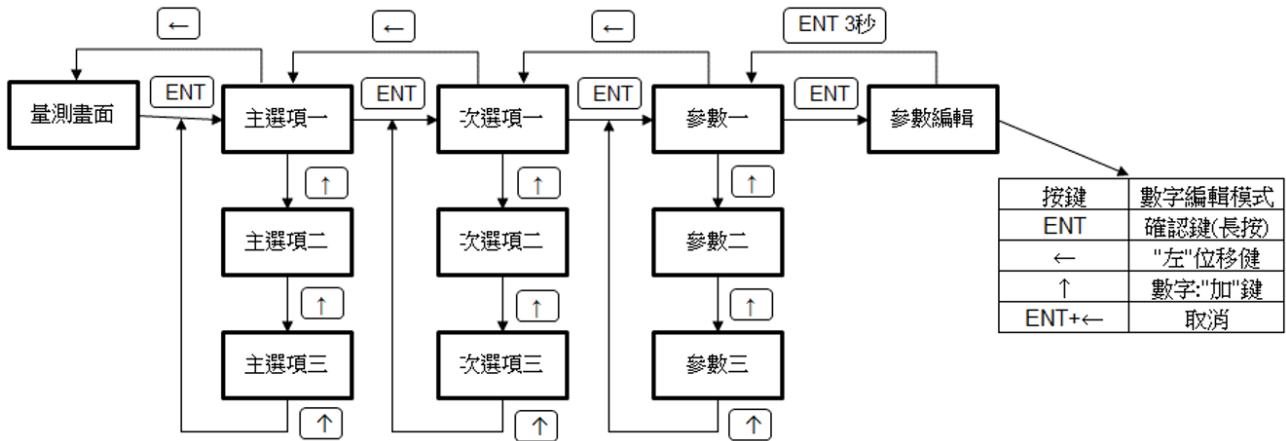 ←
←
←
ENT 3秒
量測畫面
ENT
主選項一
ENT
次選項一
ENT
參數一
ENT
參數編輯
↑
↑
↑
主選項二
次選項二
參數二
↑
↑
↑
主選項三
次選項三
參數三
↑
↑
↑
按鍵 數字編輯模式
ENT 確認鍵(長按)
← "左"位移健
↑ 數字:"加"鍵
ENT+← 取消